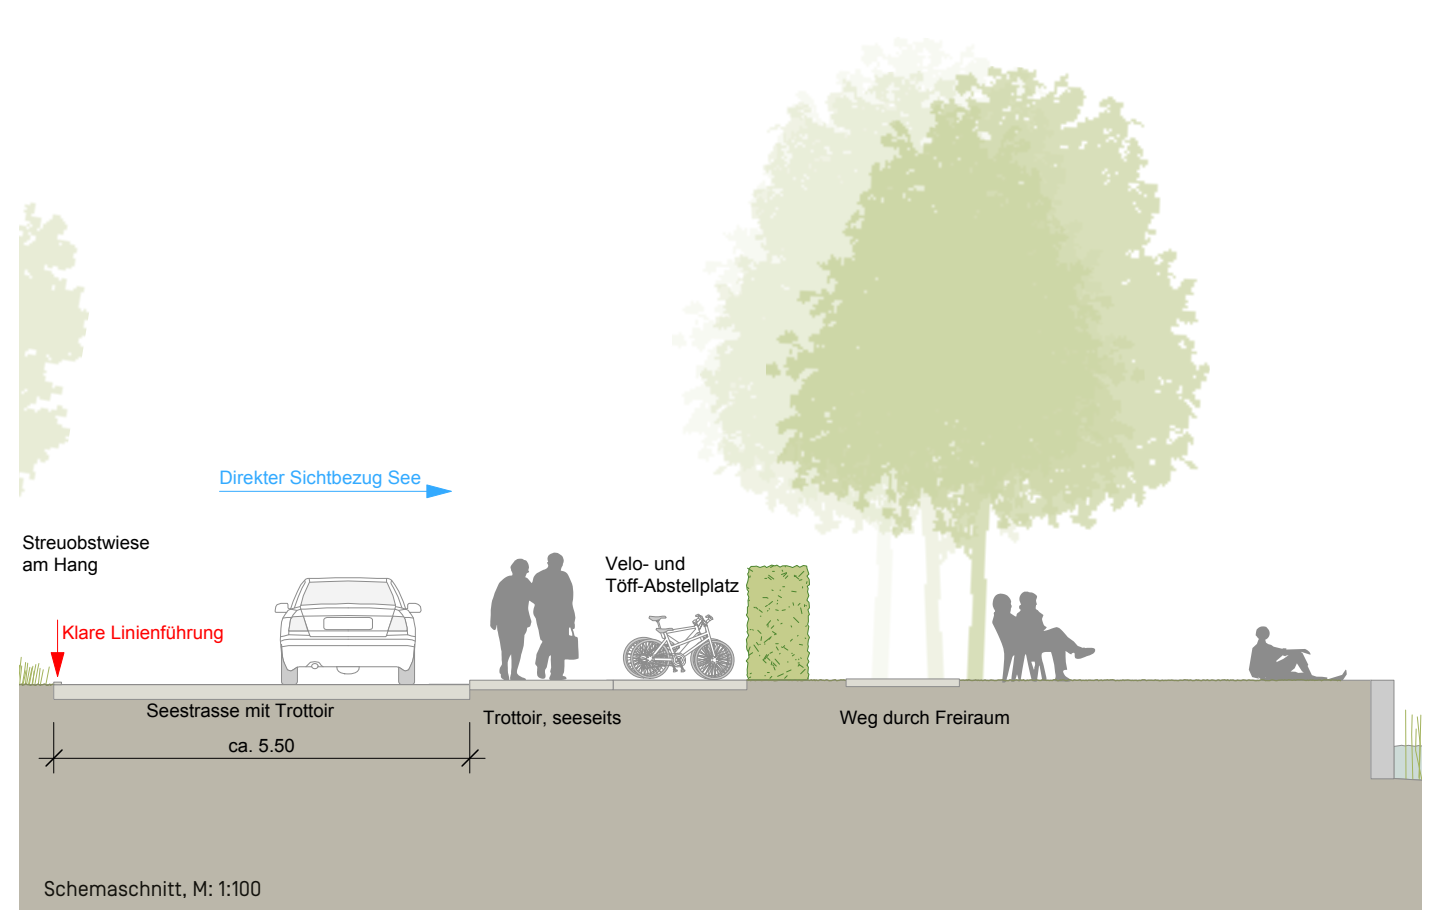 Direkter Sichtbezug See
Streuobstwiese
am Hang
Velo- und
Töff-Abstellplatz
Klare Linienführung
Seestrasse mit Trottoir
Trottoir, seeseits
Weg durch Freiraum
ca. 5.50
Schemaschnitt, M: 1:100